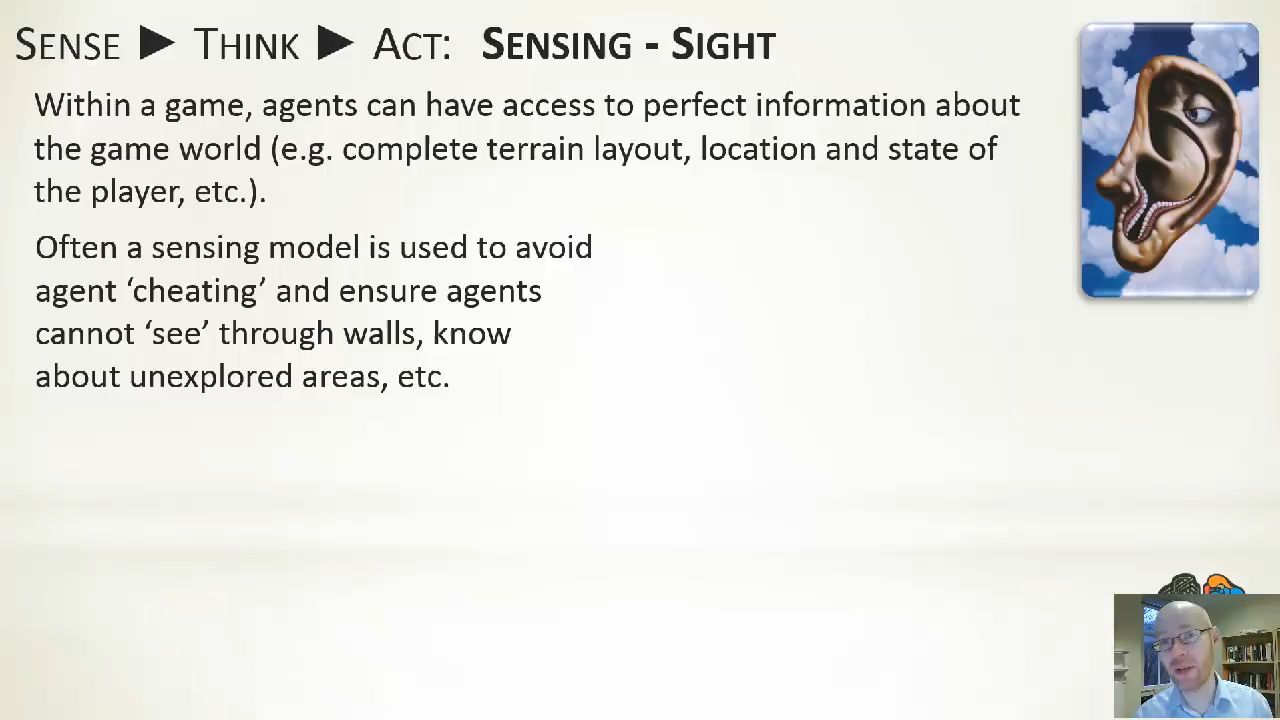 SENSE ► THINK ► ACT: SENSING - SIGHT
Within a game, agents can have access to perfect information about
the game world (e.g. complete terrain layout, location and state of
the player, etc.).
Often a sensing model is used to avoid
agent ‘cheating’ and ensure agents
cannot ‘see’ through walls, know
about unexplored areas, etc.